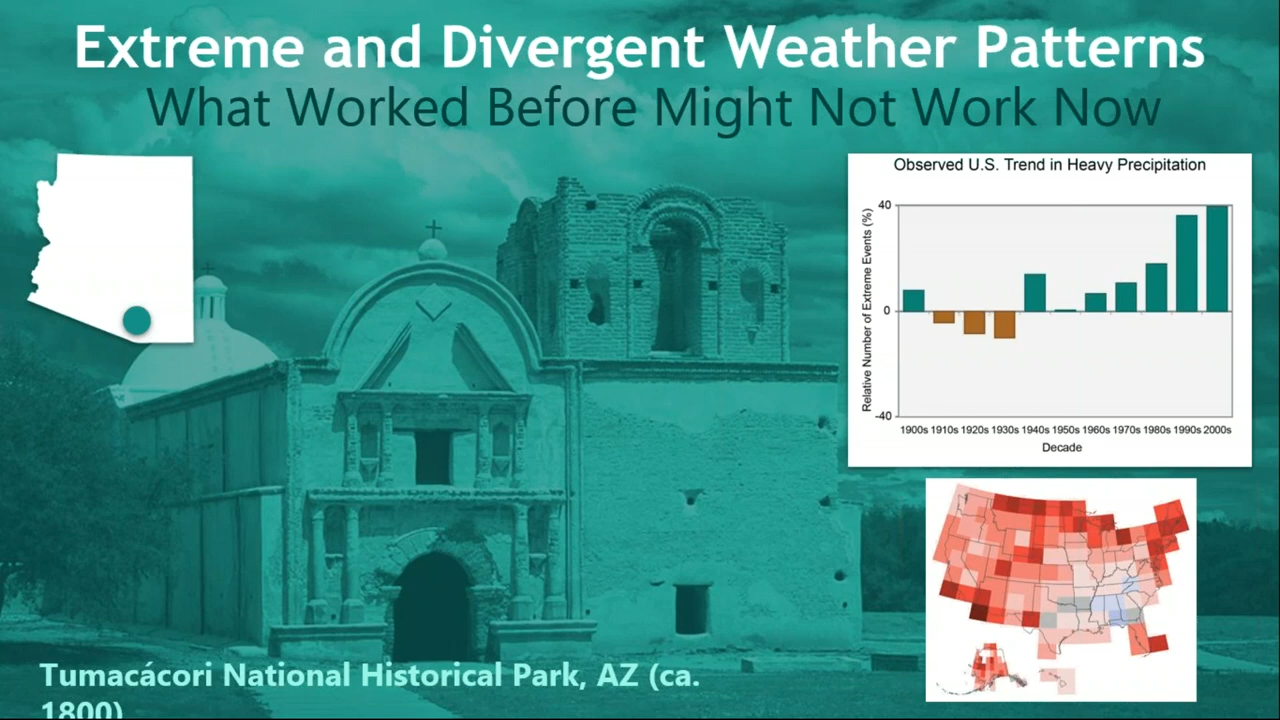 Extreme and Divergent Weather Patterns
What Worked Before Might Not Work Now
Observed U.S. Trend in Heavy Precipitation
Relative Number of Extreme Events (%)
40
0
-40
1900s 1910s 1920s 1930s 1940s 1950s 1960s 1970s 1980s 1990s 2000s
Decade
Tumacácori National Historical Park, AZ (ca.
1800)